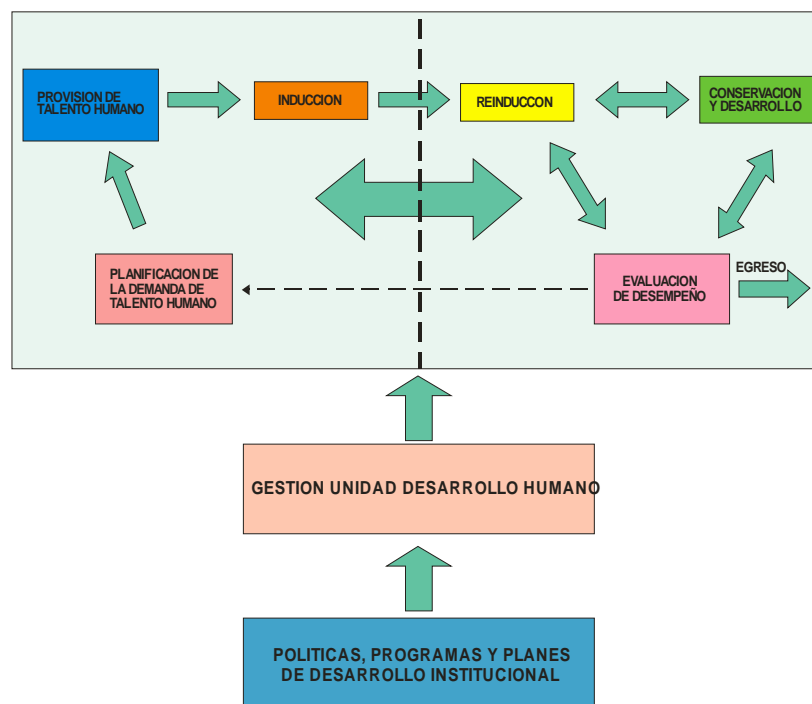 PROVISION DE
TALENTO HUMANO
INDUCCION
REINDUCCON
CONSERVACION
Y DESARROLLO
PLANIFICACION DE
LA DEMANDA DE
TALENTO HUMANO
EVALUACION
DE DESEMPEÑO
EGRESO
GESTION UNIDAD DESARROLLO HUMANO
POLITICAS, PROGRAMAS Y PLANES
DE DESARROLLO INSTITUCIONAL